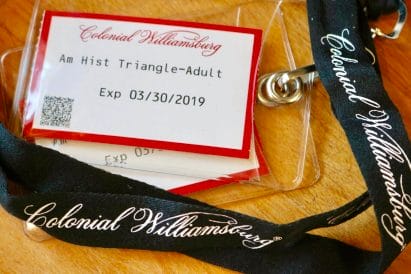 Colonial Williamsburg
Am Hist Triangle-Adult
Exp 03/30/2019
Exp 03/
Colonial Williamsburg
Colonial Williamsburg